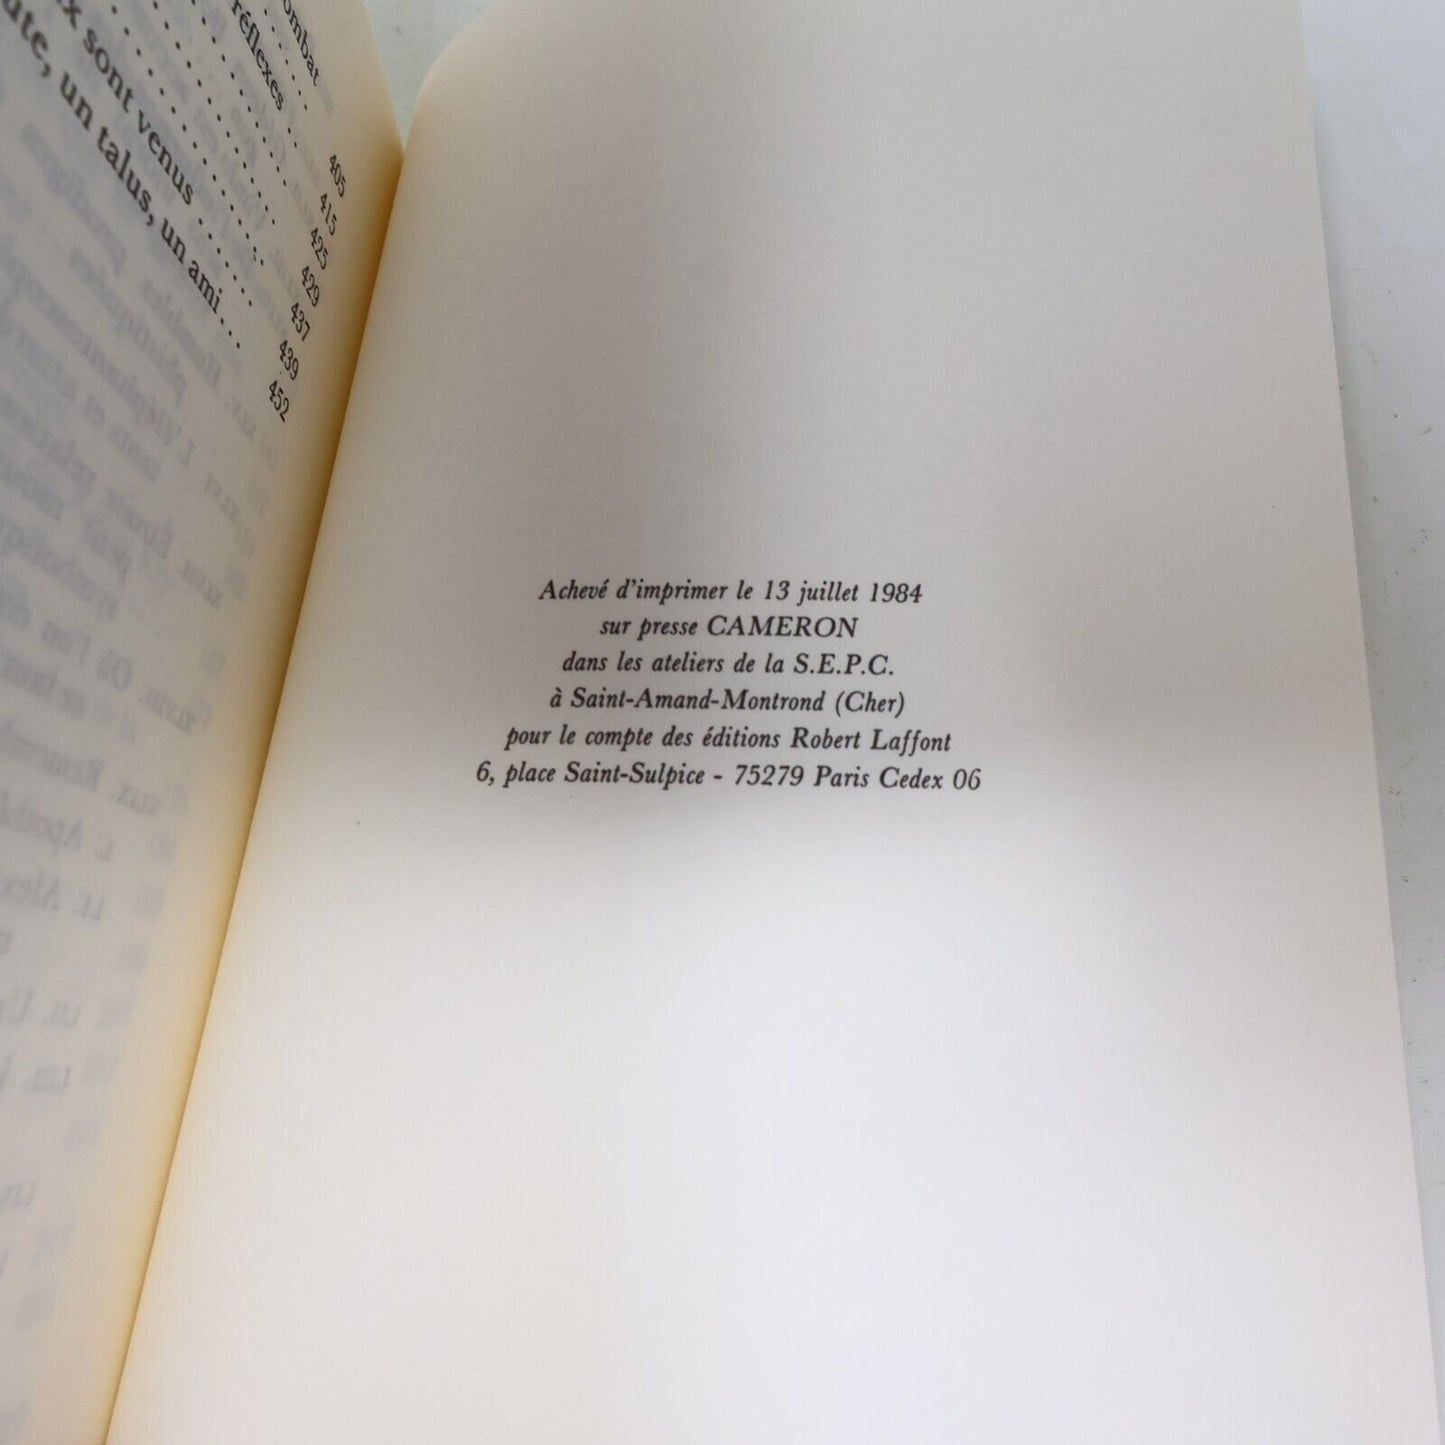 ombat
réflexes
405
415
425
429
x sont venus
437
439
ute, un talus, un ami
452
Achevé d'imprimer le 13 juillet 1984
sur presse CAMERON
dans les ateliers de la S.E.P.C.
à Saint-Amand-Montrond (Cher)
pour le compte des éditions Robert Laffont
6, place Saint-Sulpice - 75279 Paris Cedex 06